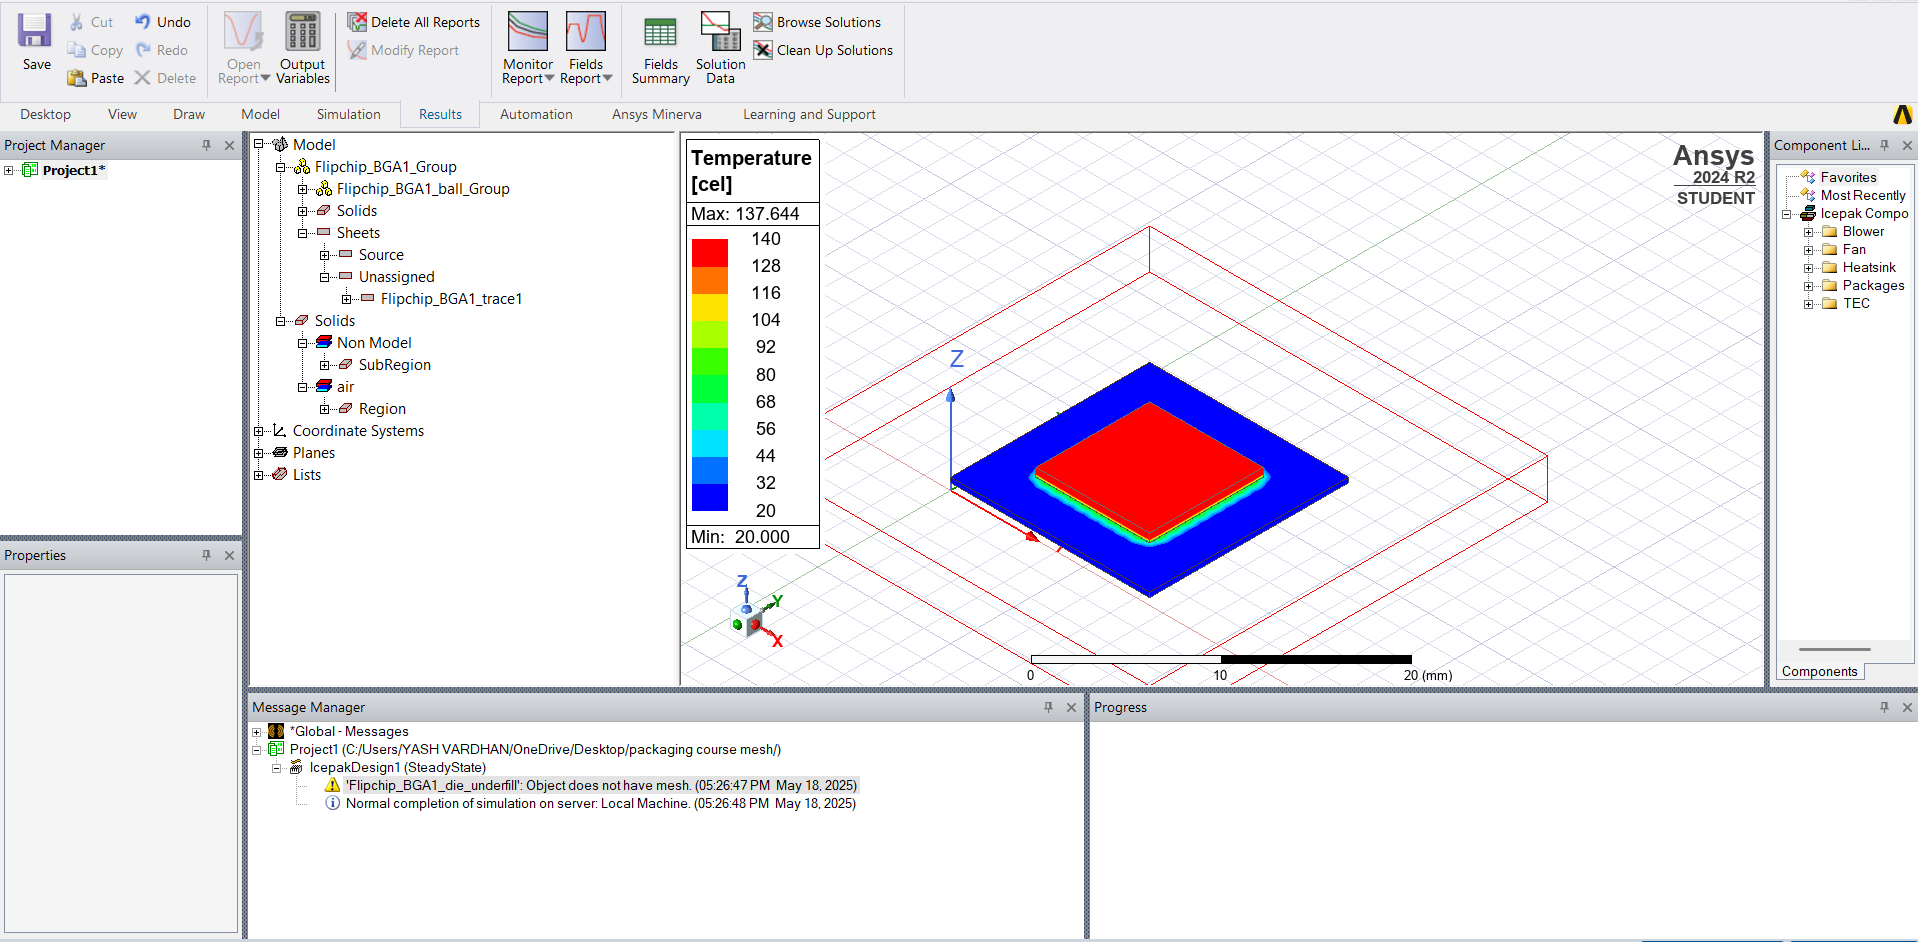 Save
Cut
Copy
Paste
Undo
Redo
Delete
Open Report
Output Variables
Delete All Reports
Modify Report
Monitor Report
Fields Report
Fields Summary
Solution Data
Browse Solutions
Clean Up Solutions
Desktop View Draw Model Simulation Results Automation Ansys Minerva Learning and Support
Project Manager
Project1*
Properties
Model
Flipchip_BGA1_Group
Flipchip_BGA1_ball_Group
Solids
Sheets
Source
Unassigned
Flipchip_BGA1_trace1
Solids
Non Model
SubRegion
air
Region
Coordinate Systems
Planes
Lists
Temperature
[cel]
Max: 137.644
140
128
116
104
92
80
68
56
44
32
20
Min: 20.000
Ansys
2024 R2
STUDENT
Z
Z
Y
X
0 10 20 (mm)
Component Li...
Favorites
Most Recently
Icepak Compo
Blower
Fan
Heatsink
Packages
TEC
Components
Message Manager
*Global - Messages
Project1 (C:/Users/YASH VARDHAN/OneDrive/Desktop/packaging course mesh/)
IcepakDesign1 (SteadyState)
'Flipchip_BGA1_die_underfill': Object does not have mesh. (05:26:47 PM May 18, 2025)
Normal completion of simulation on server: Local Machine. (05:26:48 PM May 18, 2025)
Progress